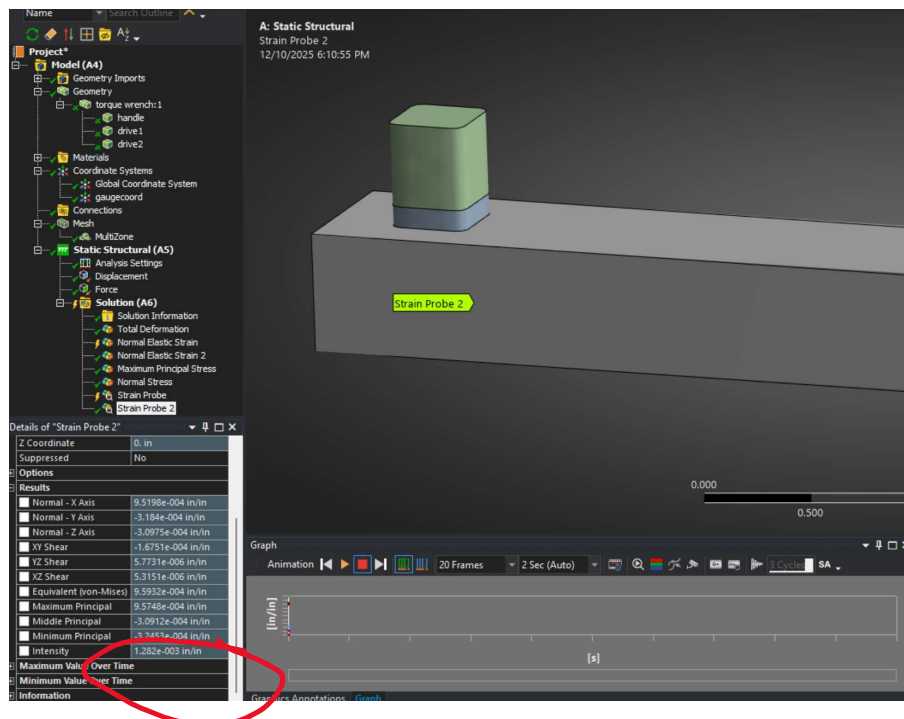 Name Search Outline
Project*
Model (A4)
Geometry Imports
Geometry
torque wrench:1
handle
drive1
drive2
Materials
Coordinate Systems
Global Coordinate System
gaugecoord
Connections
Mesh
MultiZone
Static Structural (A5)
Analysis Settings
Displacement
Force
Solution (A6)
Solution Information
Total Deformation
Normal Elastic Strain
Normal Elastic Strain 2
Maximum Principal Stress
Normal Stress
Strain Probe
Strain Probe 2
Details of "Strain Probe 2"
Z Coordinate 0. in
Suppressed No
Options
Results
Normal - X Axis 9.5198e-004 in/in
Normal - Y Axis -3.184e-004 in/in
Normal - Z Axis -3.0975e-004 in/in
XY Shear -1.6751e-004 in/in
YZ Shear 5.7731e-006 in/in
XZ Shear 5.3151e-006 in/in
Equivalent (von-Mises) 9.5932e-004 in/in
Maximum Principal 9.5748e-004 in/in
Middle Principal -3.0912e-004 in/in
Minimum Principal -3.2453e-004 in/in
Intensity 1.282e-003 in/in
Maximum Value Over Time
Minimum Value Over Time
Information
A: Static Structural
Strain Probe 2
12/10/2025 6:10:55 PM
Strain Probe 2
0.000
0.500
Graph
Animation 20 Frames 2 Sec (Auto) 3 Cycles SA
[in/in]
[s]
Graphics Annotations Graph